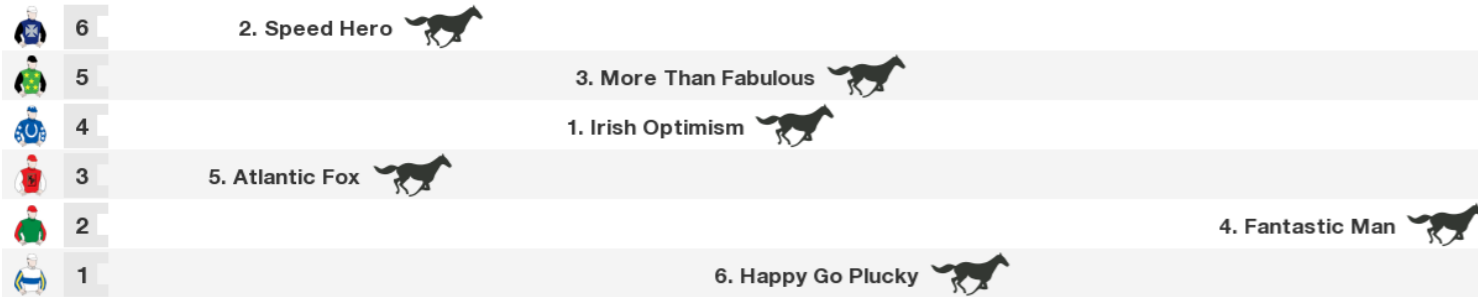 6 2. Speed Hero
5 3. More Than Fabulous
4 1. Irish Optimism
3 5. Atlantic Fox
2 4. Fantastic Man
1 6. Happy Go Plucky